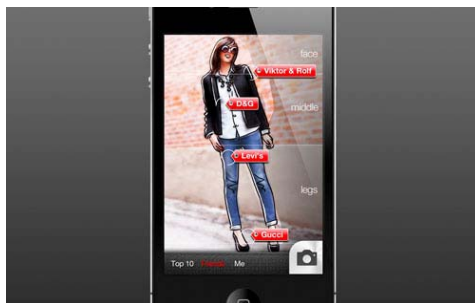 face
Viktor & Rolf
D&G
middle
Levi's
legs
Gucci
Top 10
Me